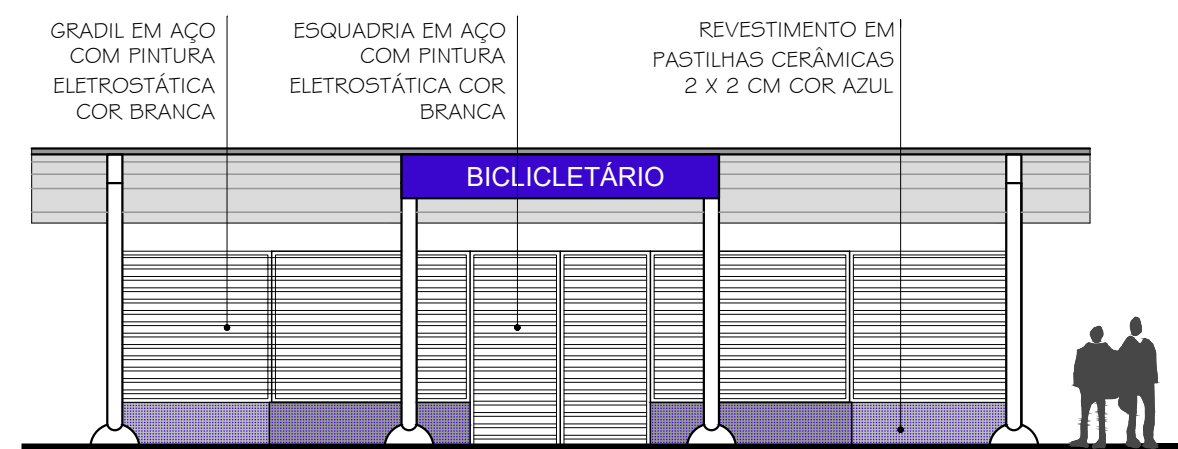 GRADIL EM AÇO
COM PINTURA
ELETROSTÁTICA
COR BRANCA
ESQUADRIA EM AÇO
COM PINTURA
ELETROSTÁTICA COR
BRANCA
REVESTIMENTO EM
PASTILHAS CERÂMICAS
2 X 2 CM COR AZUL
BICLICLETÁRIO